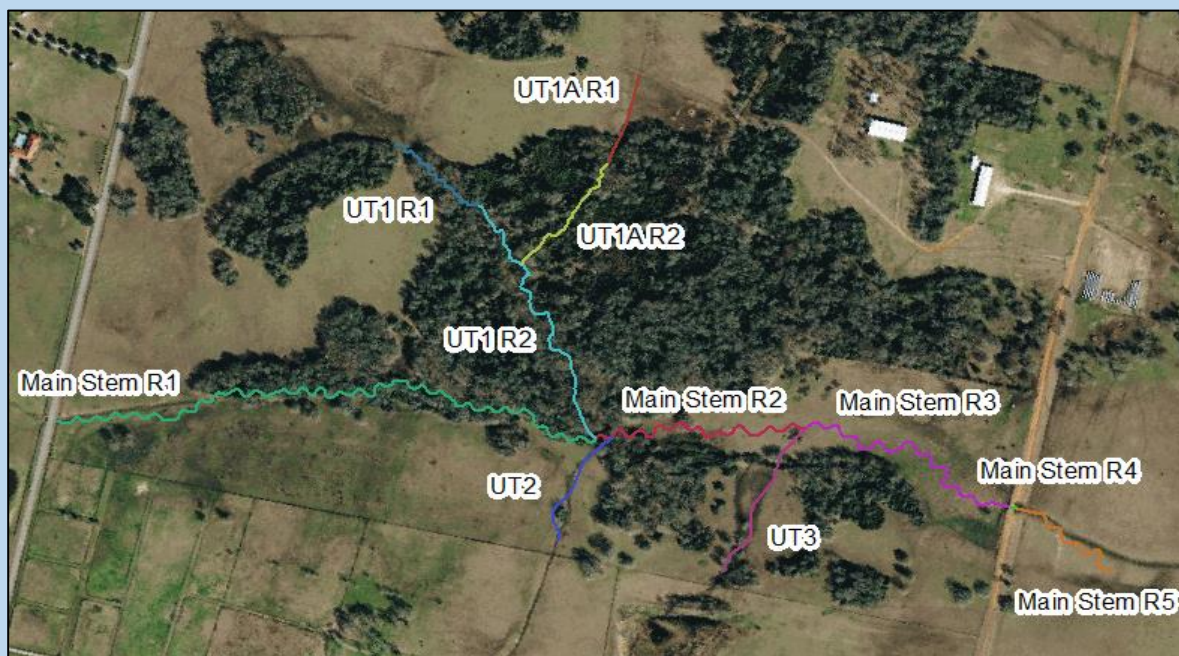 UT1A R1
UT1 R1
UT1A R2
UT1 R2
Main Stem R1
Main Stem R2
Main Stem R3
Main Stem R4
UT2
UT3
Main Stem R5